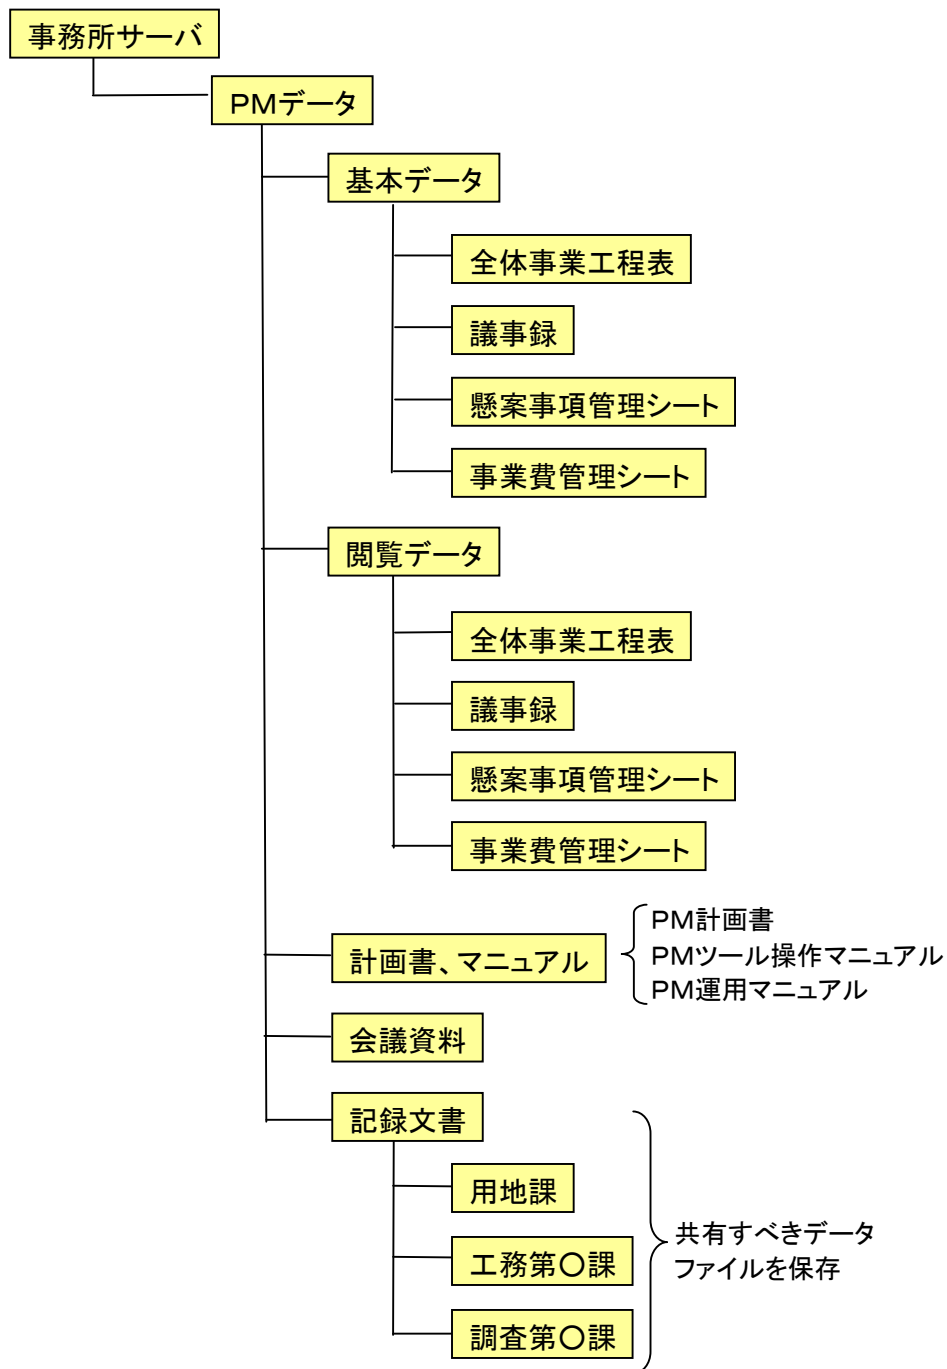 事務所サーバ
PMデータ
基本データ
全体事業工程表
議事録
懸案事項管理シート
事業費管理シート
閲覧データ
全体事業工程表
議事録
懸案事項管理シート
事業費管理シート
計画書、マニュアル
PM計画書
PMツール操作マニュアル
PM運用マニュアル
会議資料
記録文書
用地課
工務第〇課
調査第〇課
共有すべきデータ
ファイルを保存